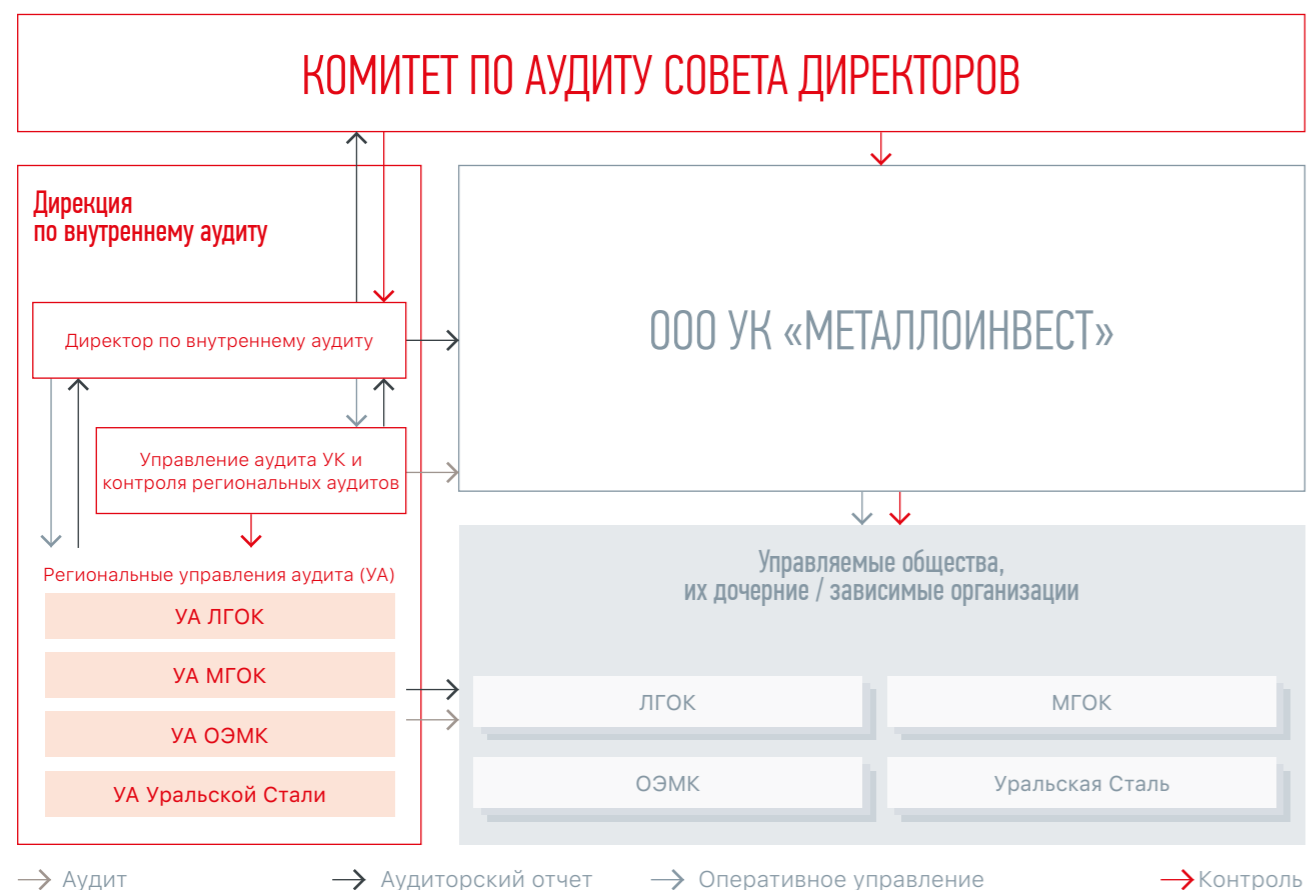 КОМИТЕТ ПО АУДИТУ СОВЕТА ДИРЕКТОРОВ
Дирекция
по внутреннему аудиту
Директор по внутреннему аудиту
ООО УК «МЕТАЛЛОИНВЕСТ»
Управление аудита УК и
контроля региональных аудитов
Региональные управления аудита (УА)
УА ЛГОК
УА МГОК
УА ОЭМК
УА Уральской Стали
Управляемые общества,
их дочерние / зависимые организации
ЛГОК
МГОК
ОЭМК
Уральская Сталь
Аудит
Аудиторский отчет
Оперативное управление
Контроль